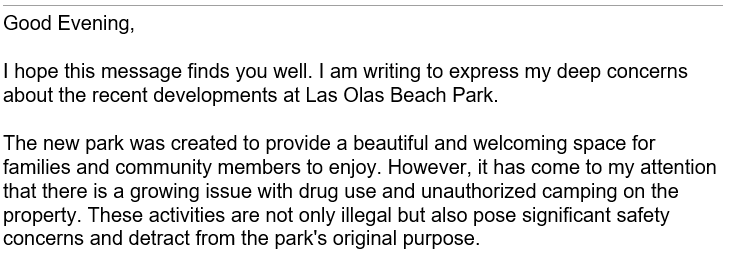 Good Evening,
I hope this message finds you well. I am writing to express my deep concerns
about the recent developments at Las Olas Beach Park.
The new park was created to provide a beautiful and welcoming space for
families and community members to enjoy. However, it has come to my attention
that there is a growing issue with drug use and unauthorized camping on the
property. These activities are not only illegal but also pose significant safety
concerns and detract from the park's original purpose.